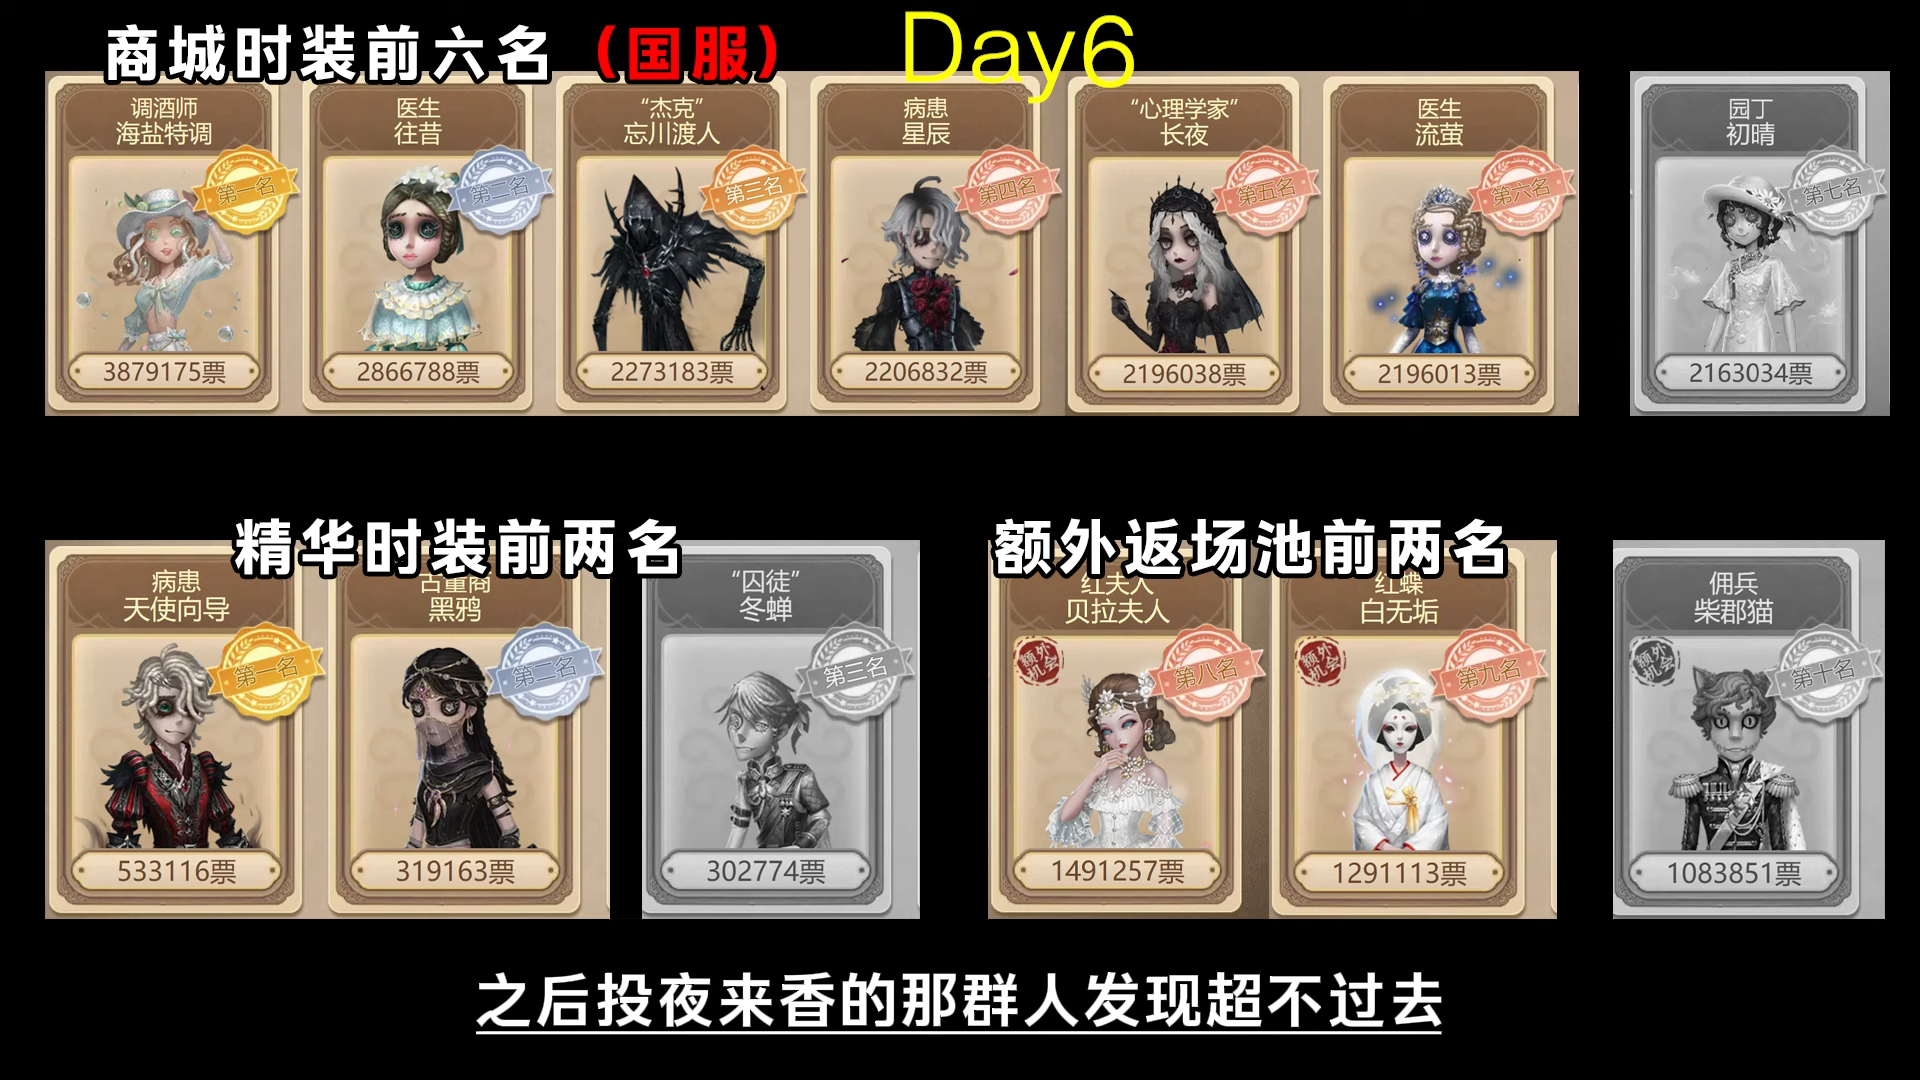 商城时装前六名（国服）
Day6
调酒师
海盐特调
第一名
3879175票
医生
往昔
第二名
2866788票
“杰克”
忘川渡人
第三名
2273183票
病患
星辰
第四名
2206832票
“心理学家”
长夜
第五名
2196038票
医生
流萤
第六名
2196013票
园丁
初晴
第七名
2163034票
精华时装前两名
病患
天使向导
第一名
533116票
古董商
黑鸦
第二名
319163票
“囚徒”
冬蝉
第三名
302774票
额外返场池前两名
红夫人
贝拉夫人
额外机会
第八名
1491257票
红蝶
白无垢
额外机会
第九名
1291113票
佣兵
柴郡猫
额外机会
第十名
1083851票
之后投夜来香的那群人发现超不过去